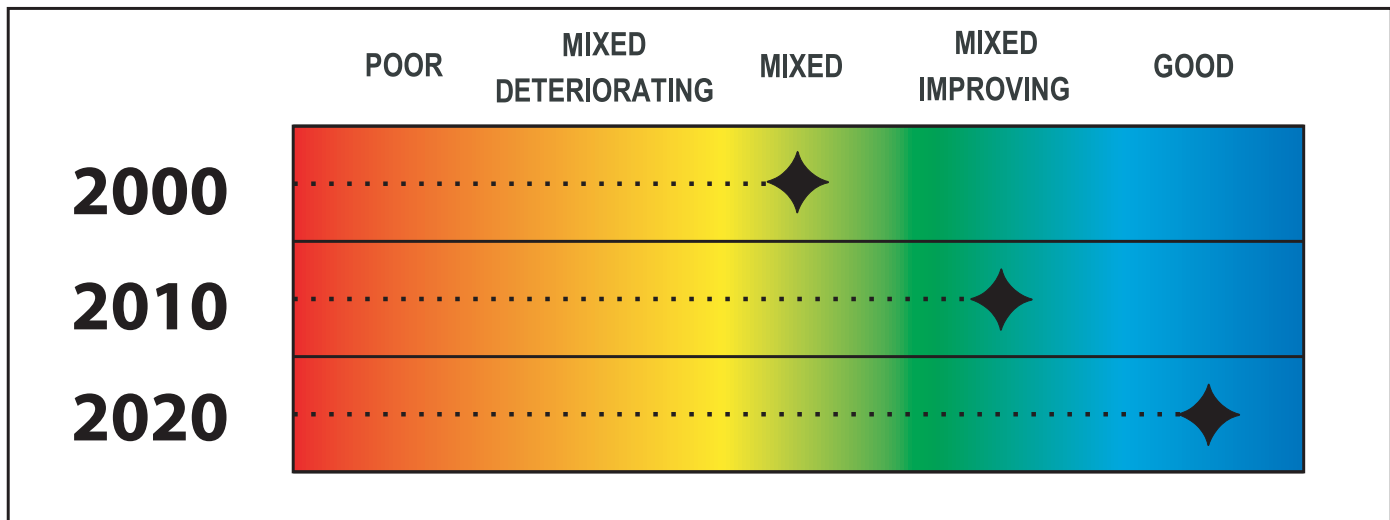 POOR
MIXED
DETERIORATING
MIXED
MIXED
IMPROVING
GOOD
2000
2010
2020